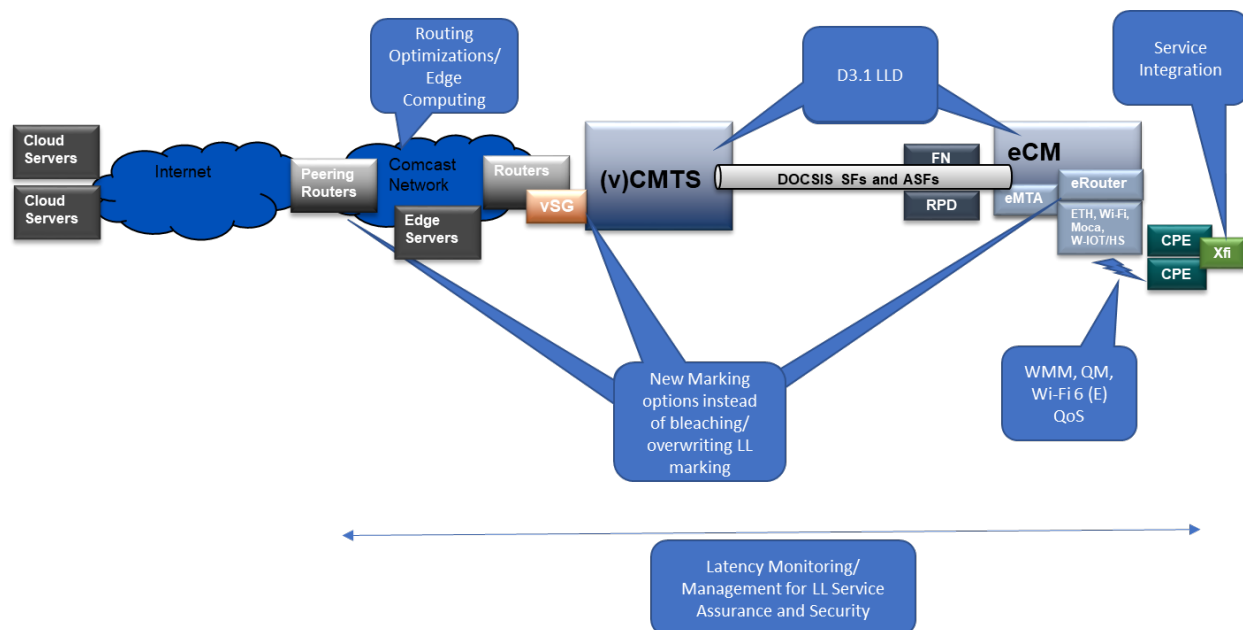 Routing
Optimizations/
Edge
Computing
D3.1 LLD
Service
Integration
Cloud
Servers
Cloud
Servers
Internet
Peering
Routers
Comcast
Network
Routers
vSG
Edge
Servers
(v)CMTS
DOCSIS SFs and ASFs
FN
RPD
eCM
eMTA
eRouter
ETH, Wi-Fi,
Moca,
W-IOT/HS
CPE
CPE
Xfi
New Marking
options instead
of bleaching/
overwriting LL
marking
WMM, QM,
Wi-Fi 6 (E)
QoS
Latency Monitoring/
Management for LL Service
Assurance and Security